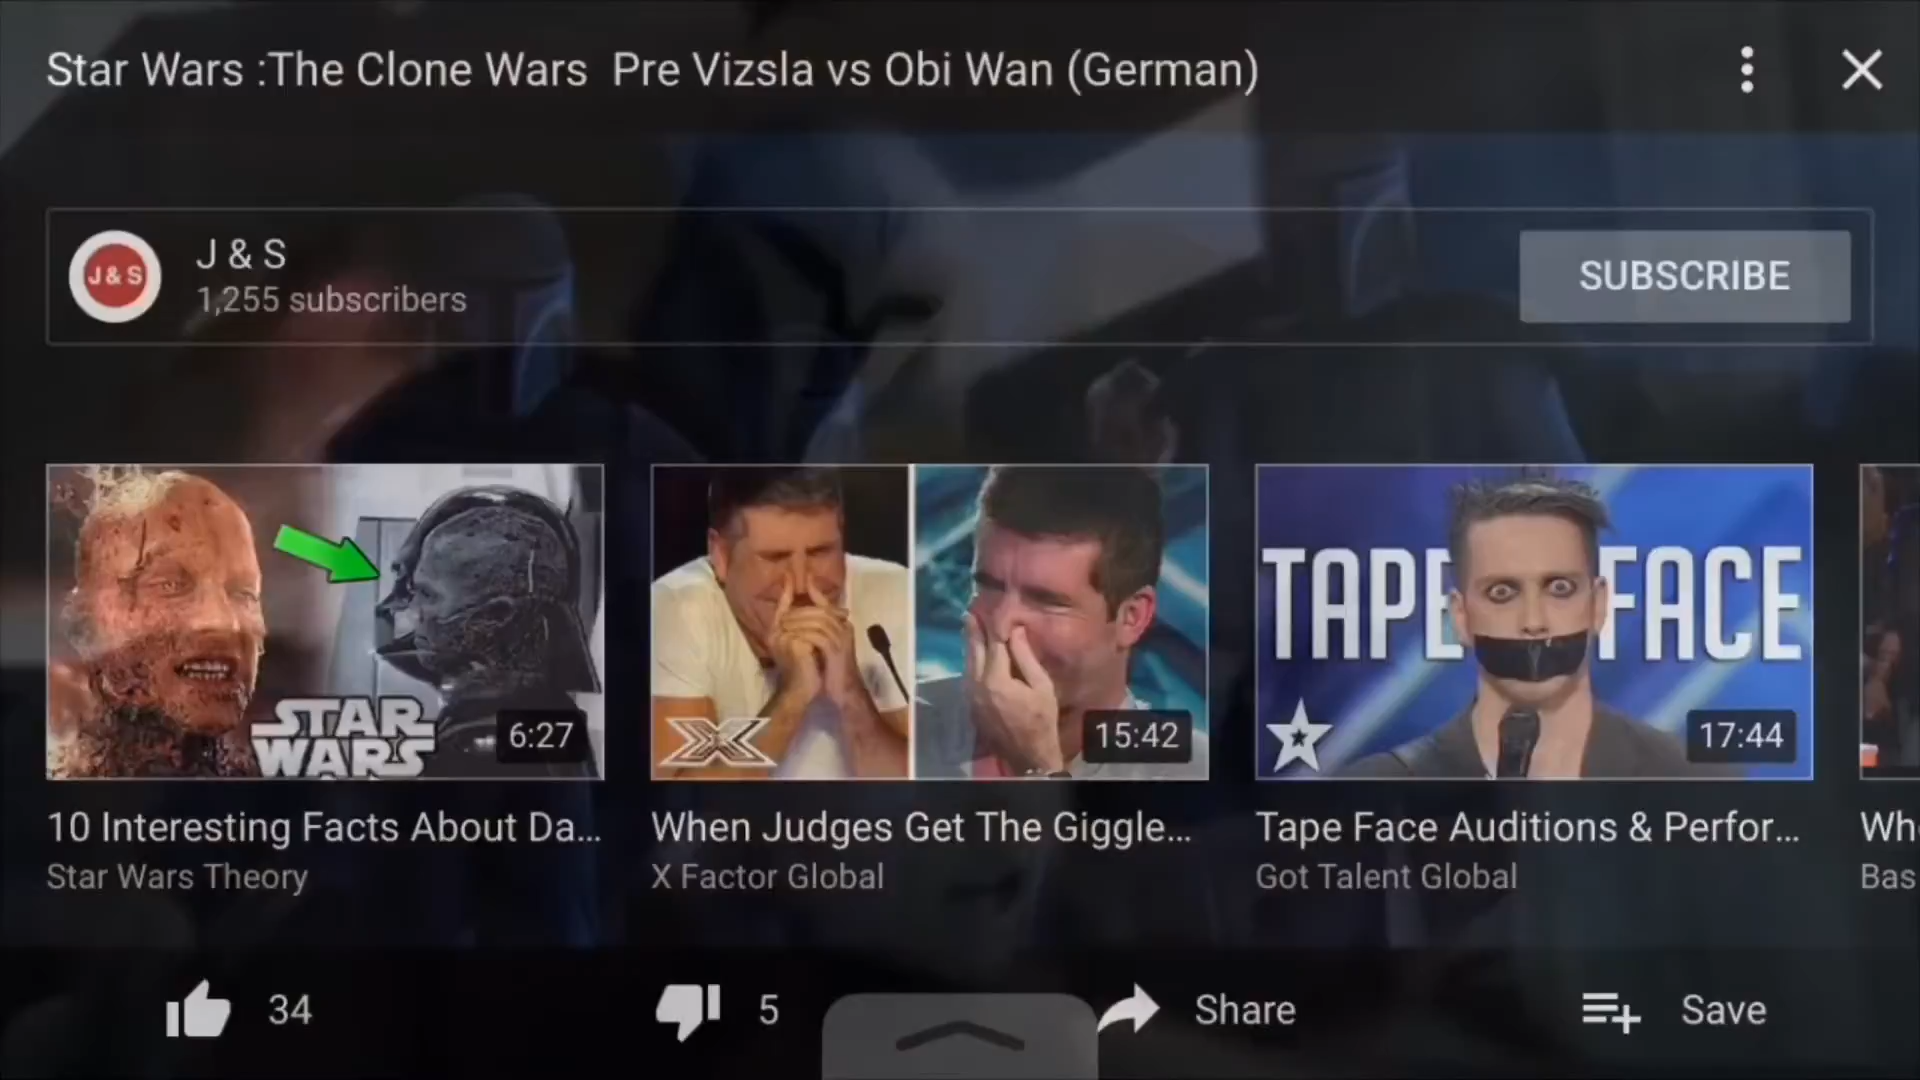 Star Wars :The Clone Wars  Pre Vizsla vs Obi Wan (German)
J & S
J & S
1,255 subscribers
SUBSCRIBE
STAR WARS
6:27
15:42
TAPE FACE
17:44
10 Interesting Facts About Da...
When Judges Get The Giggle...
Tape Face Auditions & Perfor...
Wh
Star Wars Theory
X Factor Global
Got Talent Global
Bas
34
5
Share
Save